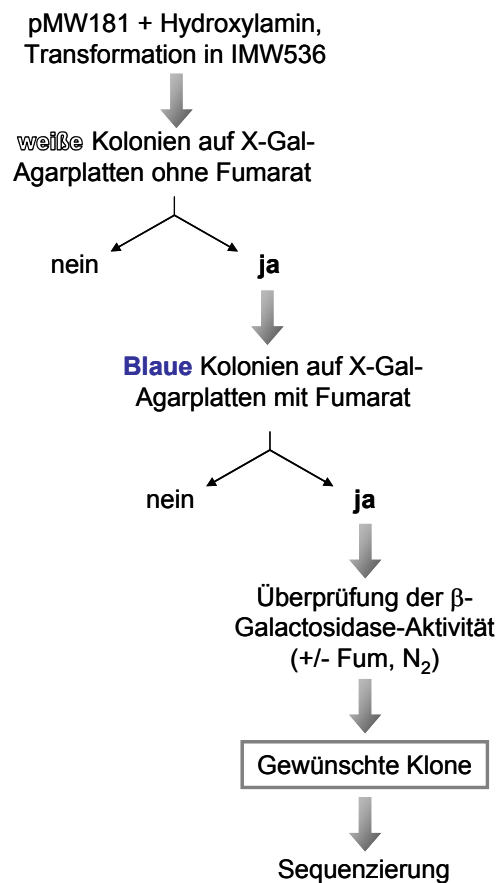 pMW181 + Hydroxylamin,
Transformation in IMW536
weiße Kolonien auf X-Gal-
Agarplatten ohne Fumarat
nein ja
Blaue Kolonien auf X-Gal-
Agarplatten mit Fumarat
nein ja
Überprüfung der β-
Galactosidase-Aktivität
(+/- Fum, N₂)
Gewünschte Klone
Sequenzierung